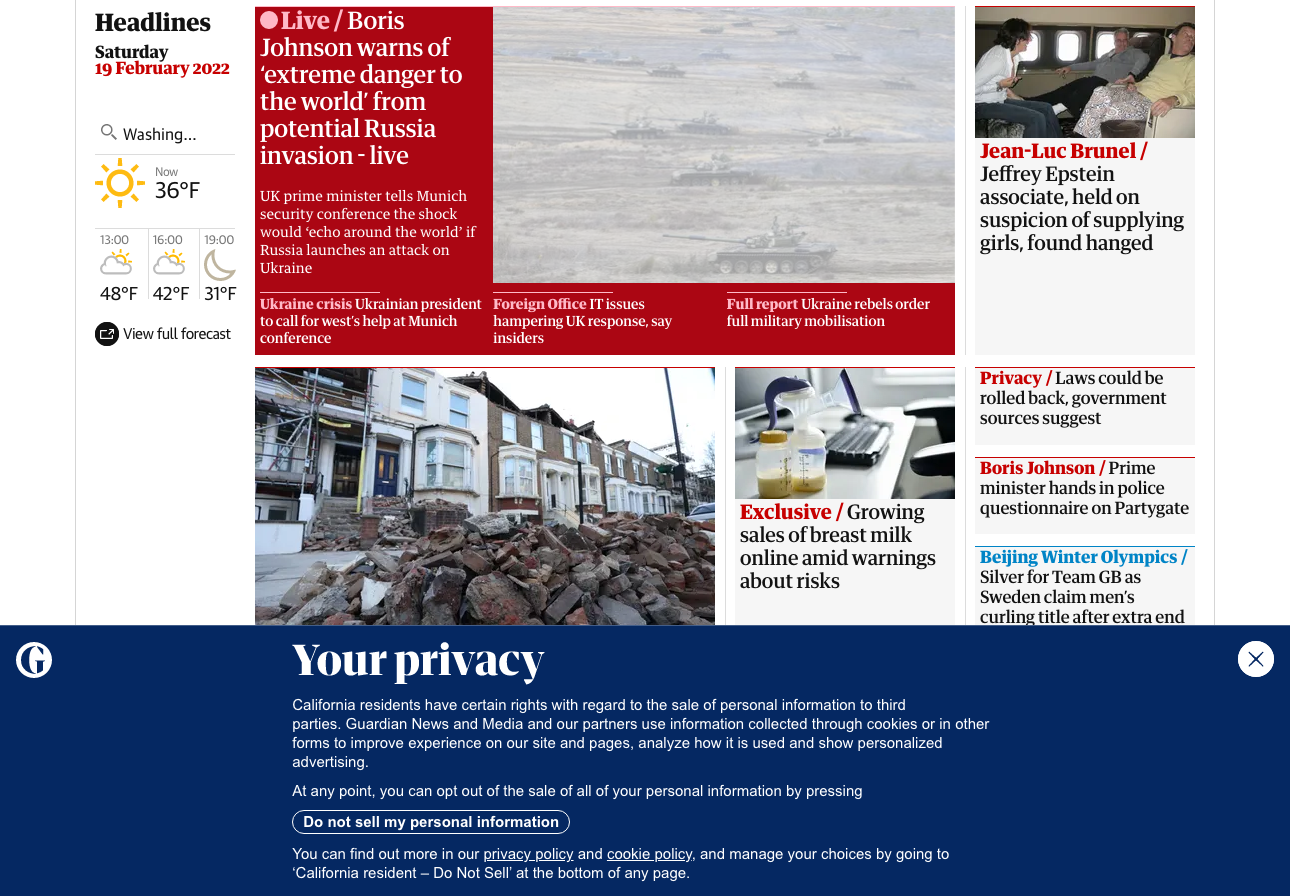 Headlines
Saturday
19 February 2022
Washing...
Now
36°F
13:00
16:00
19:00
48°F
42°F
31°F
View full forecast
Live / Boris
Johnson warns of
‘extreme danger to
the world’ from
potential Russia
invasion - live
UK prime minister tells Munich
security conference the shock
would ‘echo around the world’ if
Russia launches an attack on
Ukraine
Ukraine crisis Ukrainian president
to call for west’s help at Munich
conference
Foreign Office IT issues
hampering UK response, say
insiders
Full report Ukraine rebels order
full military mobilisation
Jean-Luc Brunel /
Jeffrey Epstein
associate, held on
suspicion of supplying
girls, found hanged
Exclusive / Growing
sales of breast milk
online amid warnings
about risks
Privacy / Laws could be
rolled back, government
sources suggest
Boris Johnson / Prime
minister hands in police
questionnaire on Partygate
Beijing Winter Olympics /
Silver for Team GB as
Sweden claim men’s
curling title after extra end
G
Your privacy
California residents have certain rights with regard to the sale of personal information to third
parties. Guardian News and Media and our partners use information collected through cookies or in other
forms to improve experience on our site and pages, analyze how it is used and show personalized
advertising.
At any point, you can opt out of the sale of all of your personal information by pressing
Do not sell my personal information
You can find out more in our privacy policy and cookie policy, and manage your choices by going to
‘California resident – Do Not Sell’ at the bottom of any page.